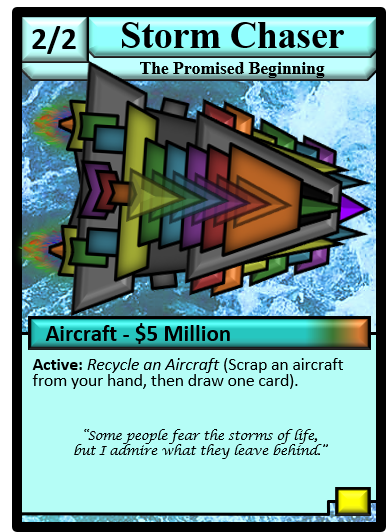 2/2
Storm Chaser
The Promised Beginning
Aircraft - $5 Million
Active: Recycle an Aircraft (Scrap an aircraft
from your hand, then draw one card).
"Some people fear the storms of life,
but I admire what they leave behind."